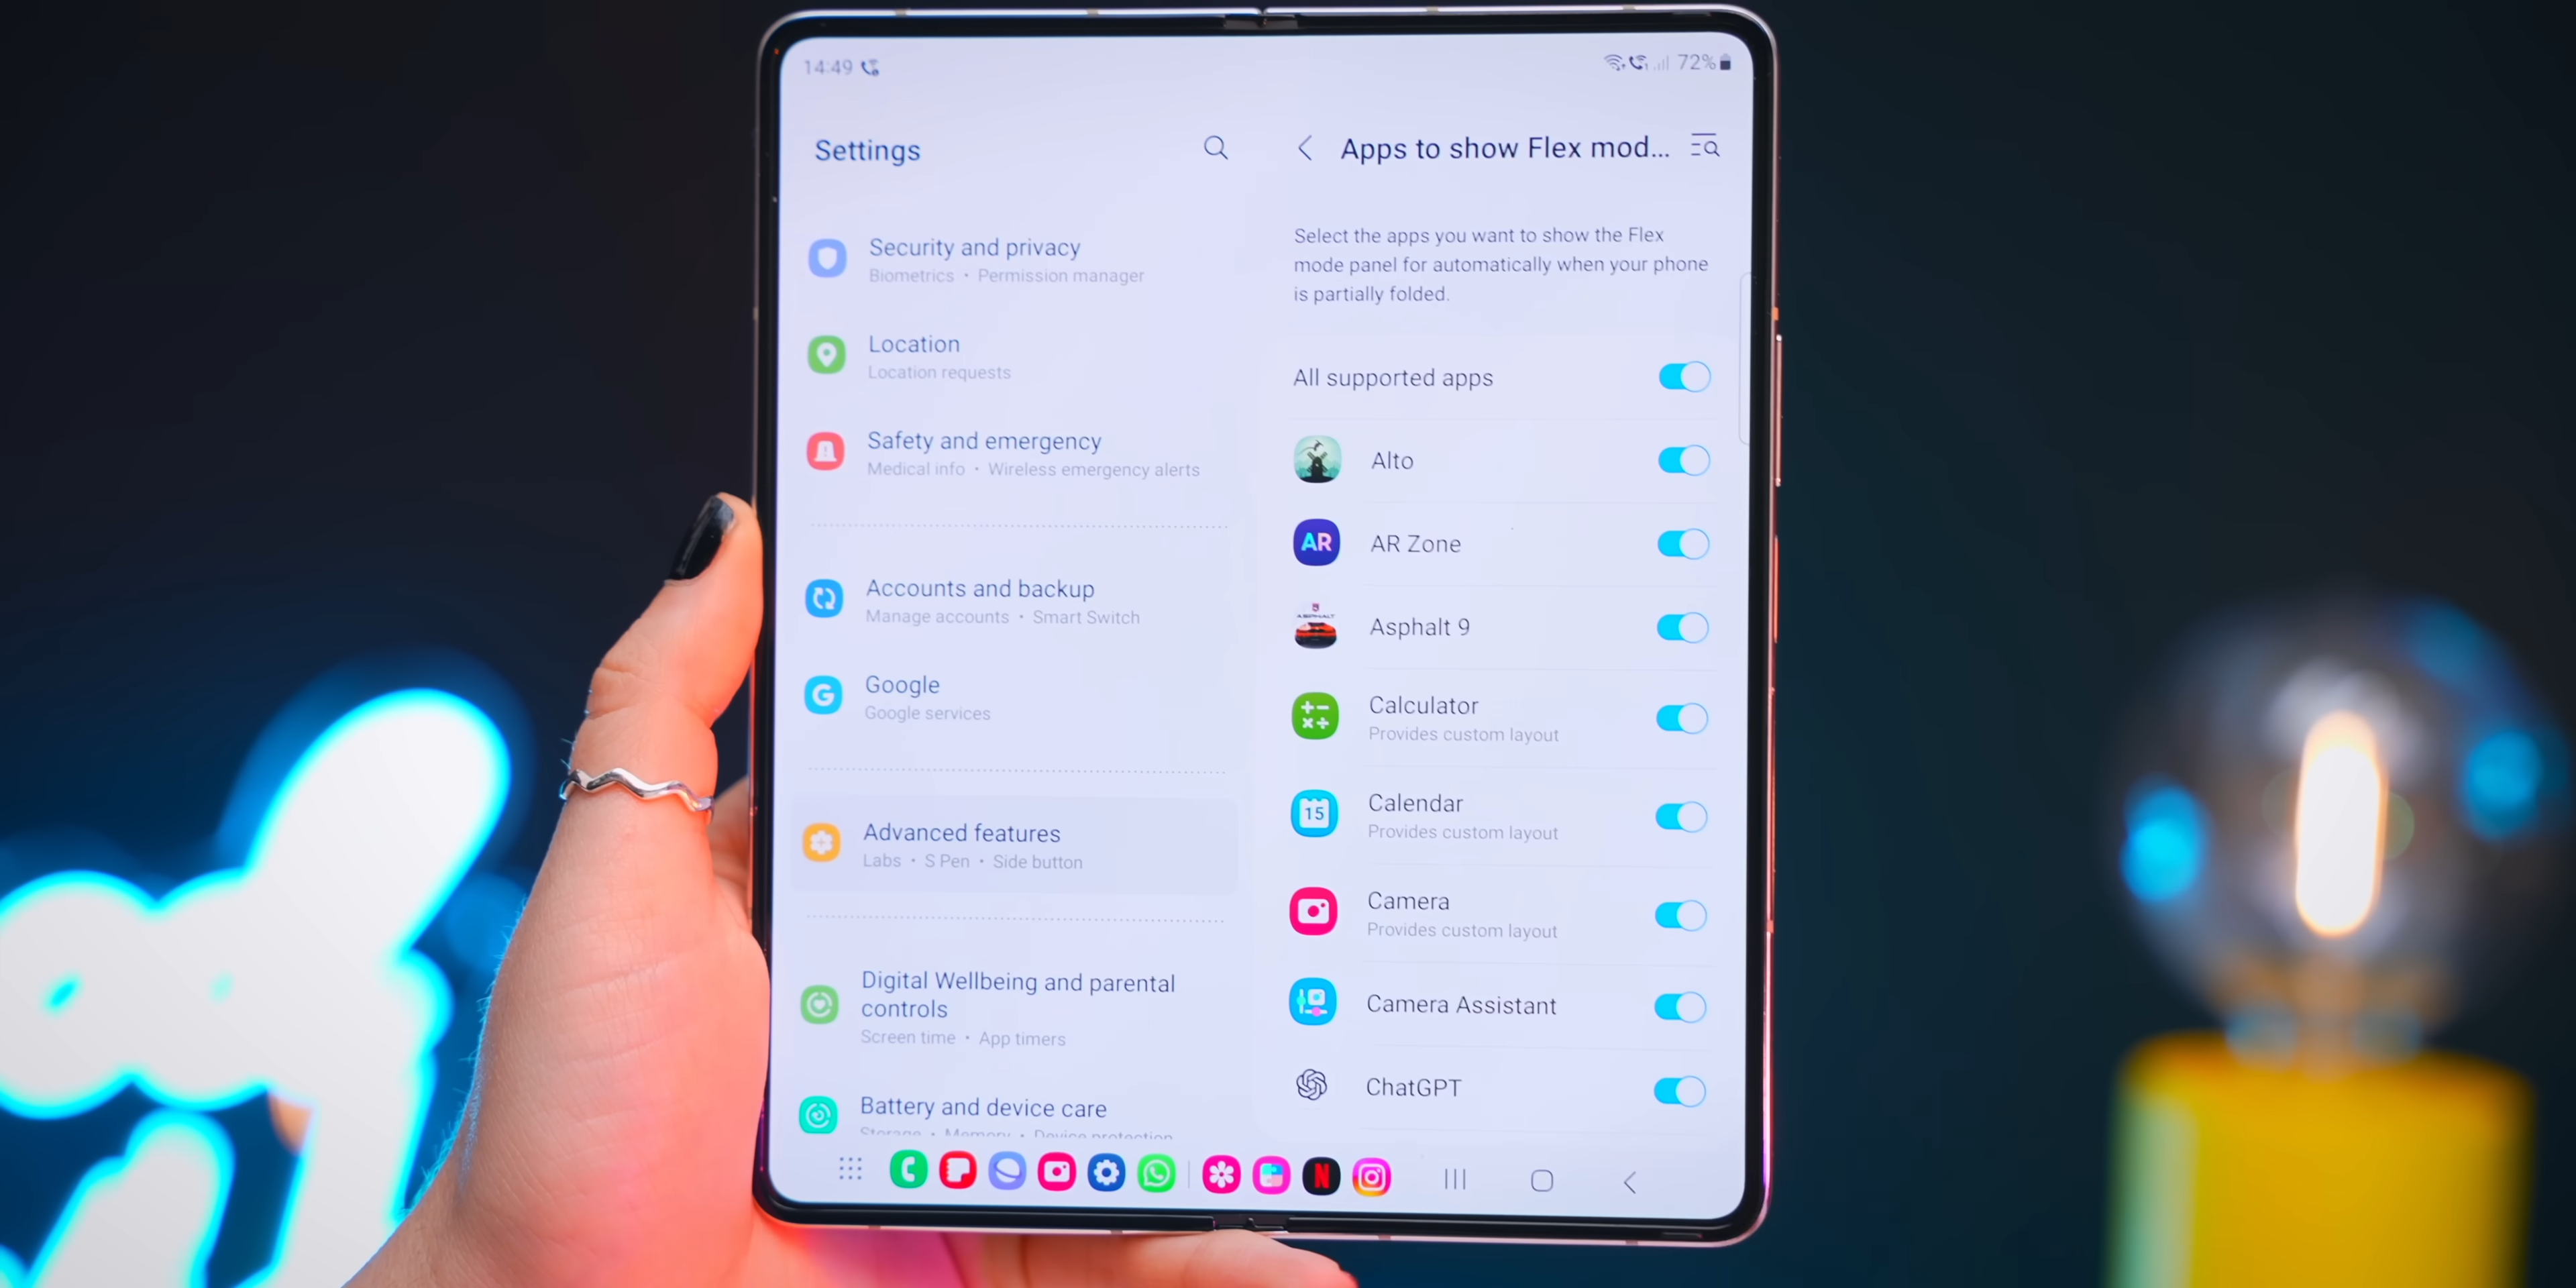 14:49
72%
Settings
Security and privacy
Biometrics • Permission manager
Location
Location requests
Safety and emergency
Medical info • Wireless emergency alerts
Accounts and backup
Manage accounts • Smart Switch
Google
Google services
Advanced features
Labs • S Pen • Side button
Digital Wellbeing and parental
controls
Screen time • App timers
Battery and device care
Storage • Memory • Device protection
Apps to show Flex mod...
Select the apps you want to show the Flex
mode panel for automatically when your phone
is partially folded.
All supported apps
Alto
AR
AR Zone
ASPHALT
Asphalt 9
Calculator
Provides custom layout
15
Calendar
Provides custom layout
Camera
Provides custom layout
Camera Assistant
ChatGPT